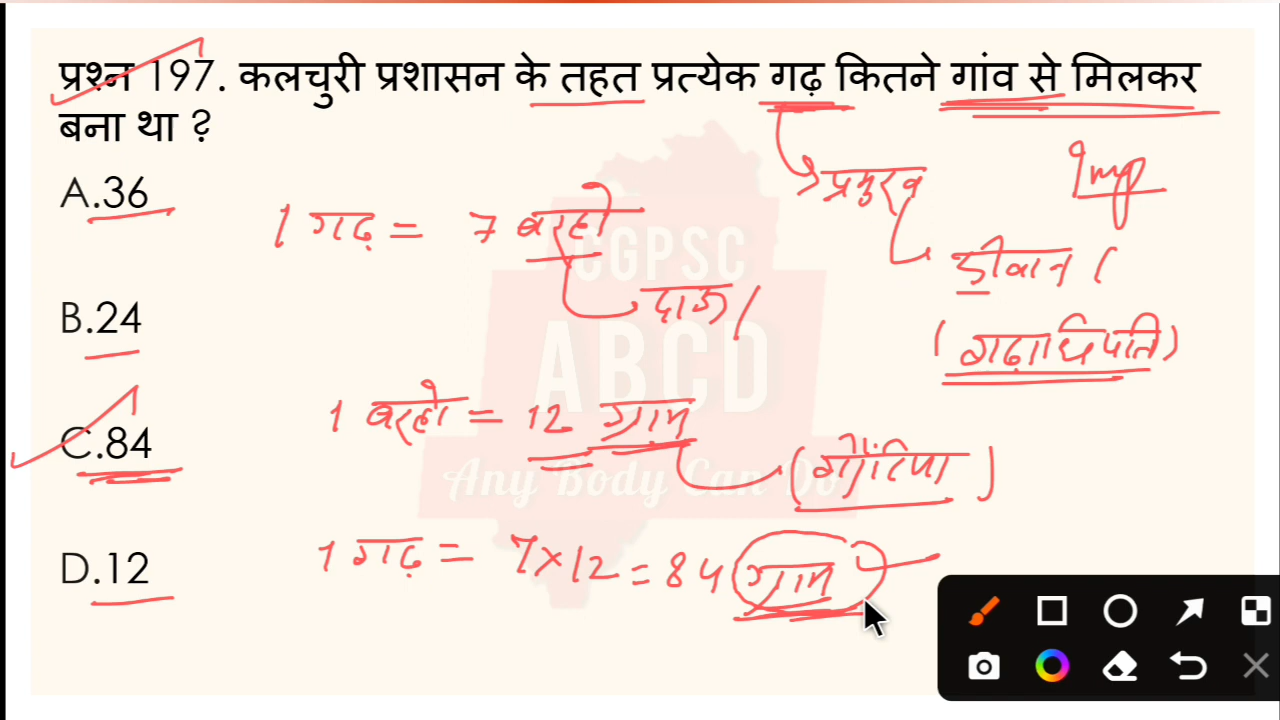 प्रश्न 197. कलचुरी प्रशासन के तहत प्रत्येक गढ़ कितने गांव से मिलकर
बना था ?
A.36
B.24
C.84
D.12
Imp
प्रमुख
दीवान (
(गढ़ाधिपति)
1 गढ़ = 7 बरहो
दाऊ (
1 बरहो = 12 ग्राम
(गोंटिया)
1 गढ़ = 7×12 = 84 ग्राम
CGPSC
ABCD
Any Body Can Do